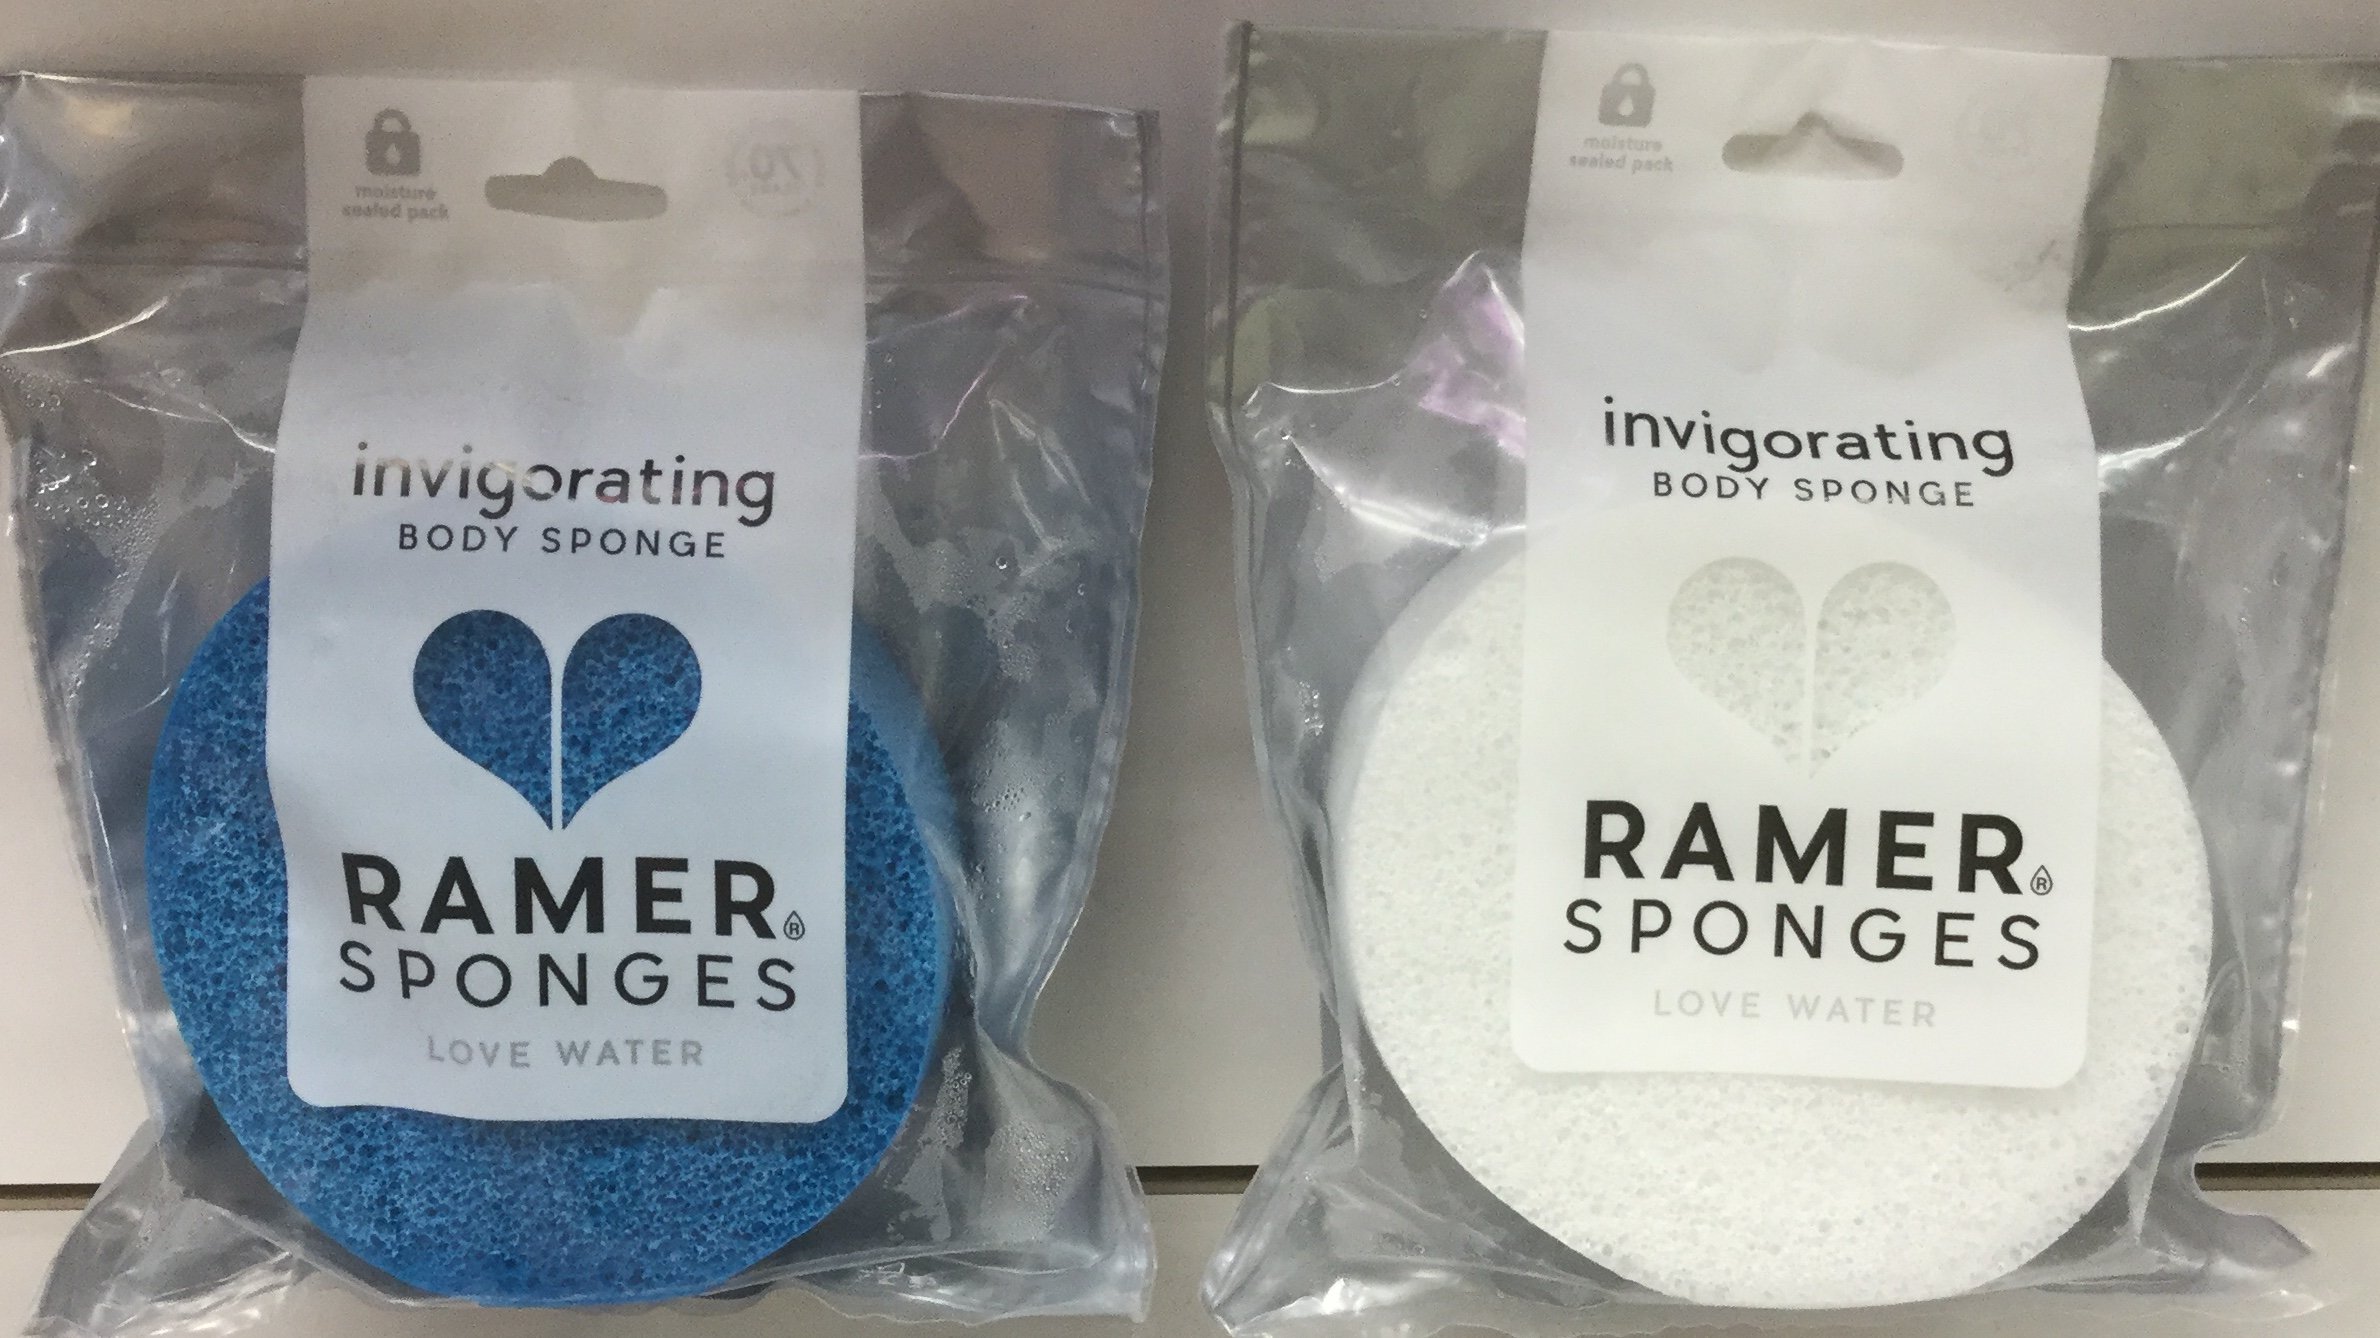 moisture
sealed pack
invigorating
BODY SPONGE
RAMER®
SPONGES
LOVE WATER
moisture
sealed pack
invigorating
BODY SPONGE
RAMER®
SPONGES
LOVE WATER